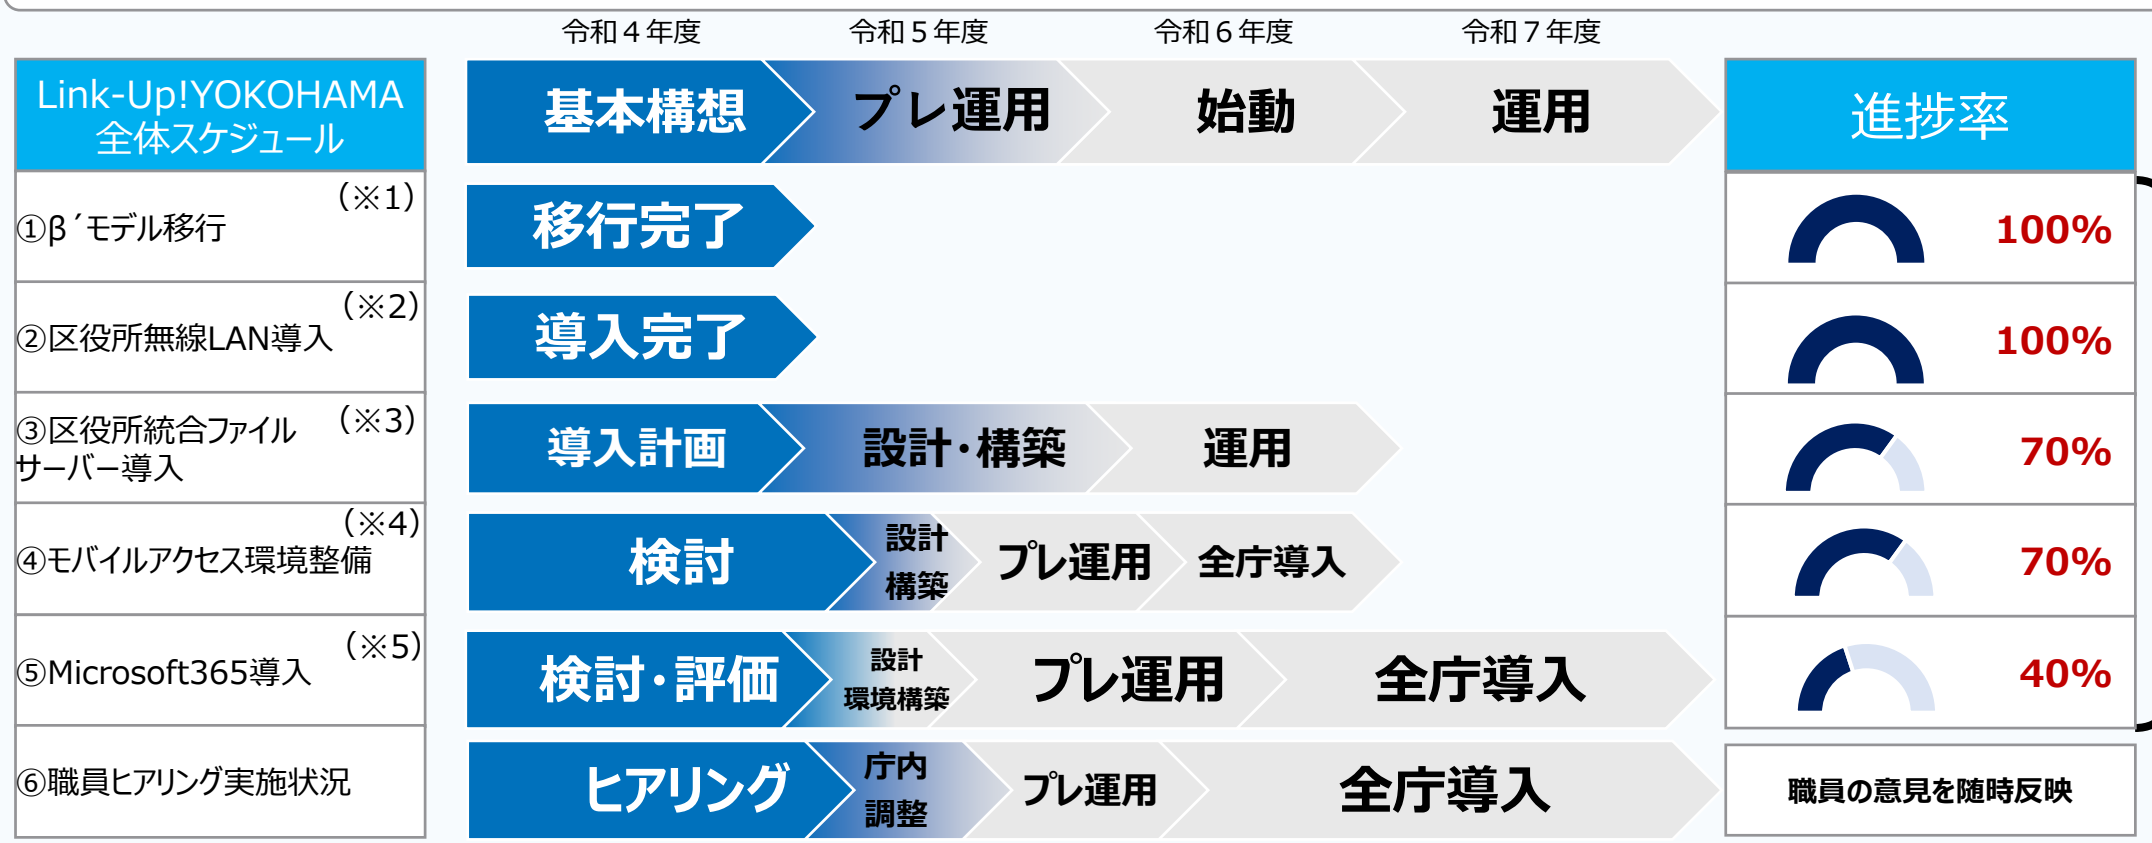 令和４年度
令和５年度
令和６年度
令和７年度
Link-Up!YOKOHAMA
全体スケジュール
基本構想
プレ運用
始動
運用
進捗率
（※1）
①β´モデル移行
移行完了
100%
（※2）
②区役所無線LAN導入
導入完了
100%
（※3）
③区役所統合ファイル
サーバー導入
導入計画
設計・構築
運用
70%
（※4）
④モバイルアクセス環境整備
検討
設計
構築
プレ運用
全庁導入
70%
（※5）
⑤Microsoft365導入
検討・評価
設計
環境構築
プレ運用
全庁導入
40%
⑥職員ヒアリング実施状況
ヒアリング
庁内
調整
プレ運用
全庁導入
職員の意見を随時反映